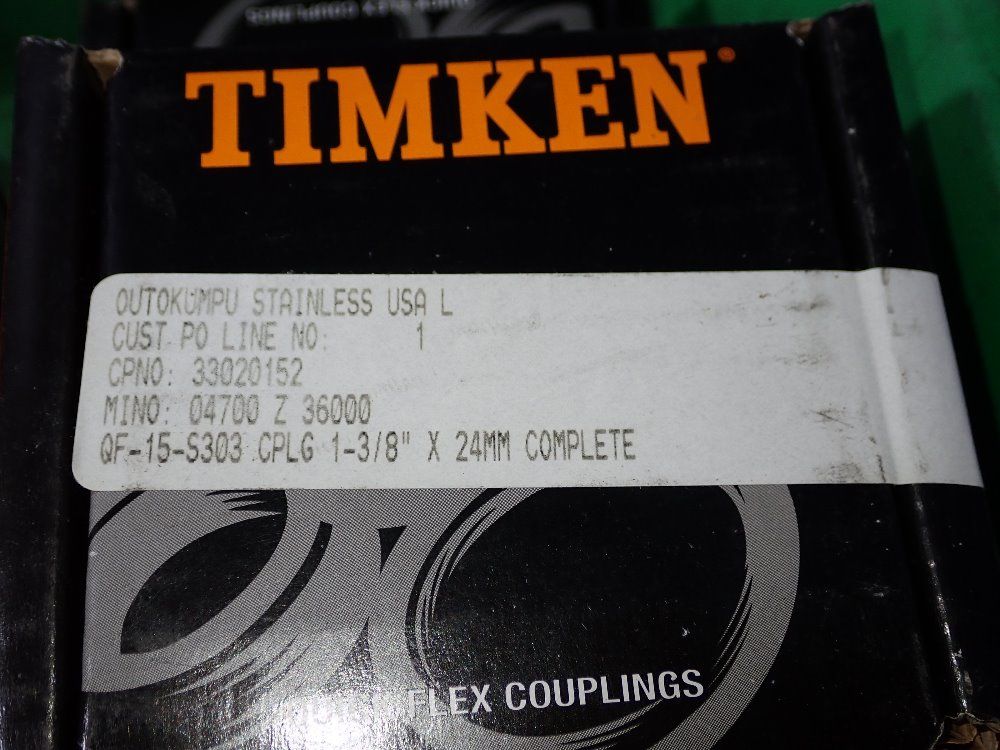 TIMKEN®
OUTOKUMPU STAINLESS USA L
CUST PO LINE NO: 1
CPNO: 33020152
MINO: 04700 Z 36000
QF-15-S303 CPLG 1-3/8" X 24MM COMPLETE
FLEX COUPLINGS